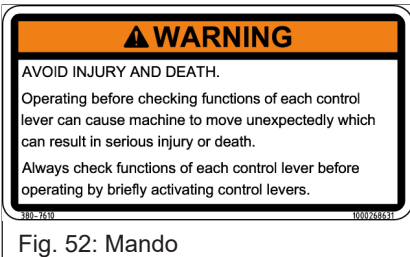 WARNING
AVOID INJURY AND DEATH.
Operating before checking functions of each control
lever can cause machine to move unexpectedly which
can result in serious injury or death.
Always check functions of each control lever before
operating by briefly activating control levers.
380-7610 1000268631
Fig. 52: Mando